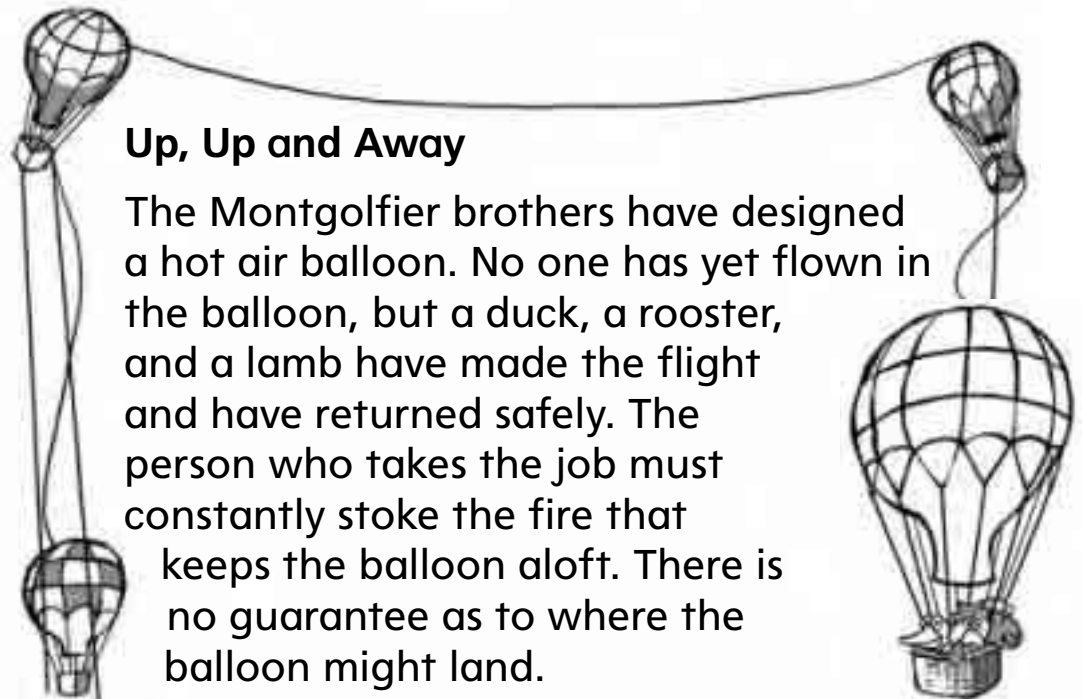 Up, Up and Away
The Montgolfier brothers have designed
a hot air balloon. No one has yet flown in
the balloon, but a duck, a rooster,
and a lamb have made the flight
and have returned safely. The
person who takes the job must
constantly stoke the fire that
keeps the balloon aloft. There is
no guarantee as to where the
balloon might land.